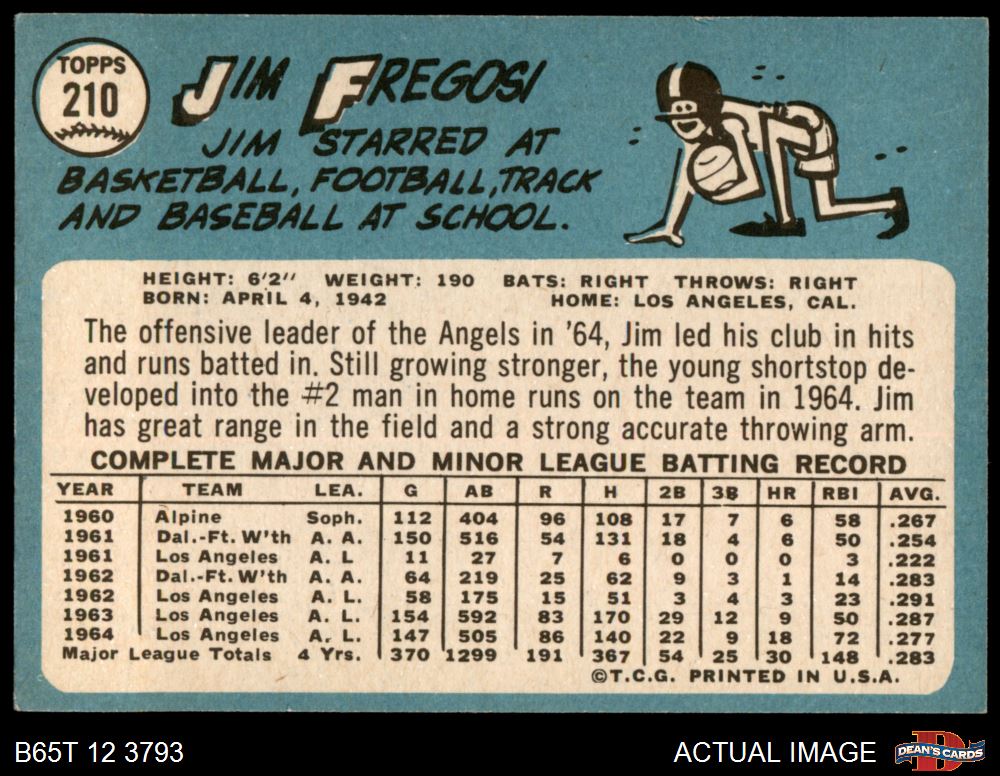 TOPPS
210
JIM FREGOSI
JIM STARRED AT
BASKETBALL, FOOTBALL, TRACK
AND BASEBALL AT SCHOOL.
HEIGHT: 6'2" WEIGHT: 190 BATS: RIGHT THROWS: RIGHT
BORN: APRIL 4, 1942 HOME: LOS ANGELES, CAL.
The offensive leader of the Angels in '64, Jim led his club in hits
and runs batted in. Still growing stronger, the young shortstop de-
veloped into the #2 man in home runs on the team in 1964. Jim
has great range in the field and a strong accurate throwing arm.
COMPLETE MAJOR AND MINOR LEAGUE BATTING RECORD
YEAR TEAM LEA. G AB R H 2B 3B HR RBI AVG.
1960 Alpine Soph. 112 404 96 108 17 7 6 58 .267
1961 Dal.-Ft. W'th A. A. 150 516 54 131 18 4 6 50 .254
1961 Los Angeles A. L 11 27 7 6 0 0 0 3 .222
1962 Dal.-Ft. W'th A. A. 64 219 25 62 9 3 1 14 .283
1962 Los Angeles A. L. 58 175 15 51 3 4 3 23 .291
1963 Los Angeles A. L. 154 592 83 170 29 12 9 50 .287
1964 Los Angeles A. L. 147 505 86 140 22 9 18 72 .277
Major League Totals 4 Yrs. 370 1299 191 367 54 25 30 148 .283
©T.C.G. PRINTED IN U.S.A.
B65T 12 3793 ACTUAL IMAGE DEAN'S CARDS